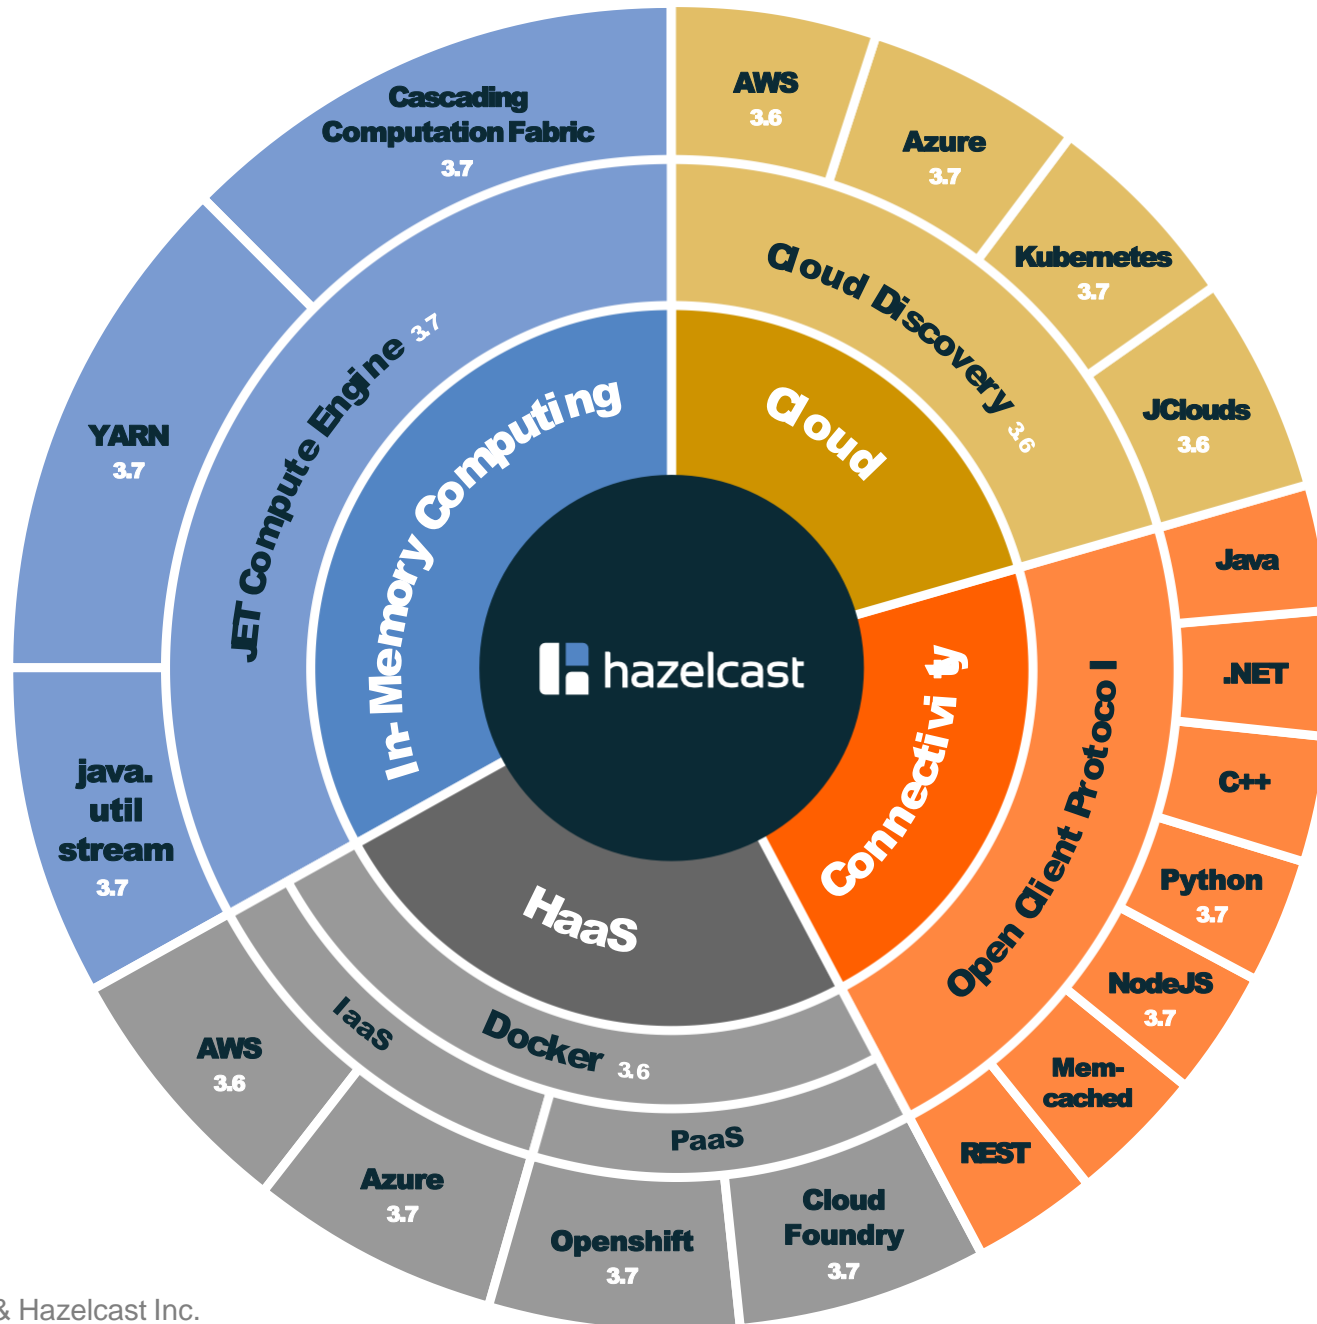 Cascading
Computation Fabric
3.7
YARN
3.7
java.
util
stream
3.7
JET Compute Engine 3.7
In-Memory Computing
AWS
3.6
Azure
3.7
Kubernetes
3.7
JClouds
3.6
Cloud Discovery 3.6
Cloud
hazelcast
Java
.NET
C++
Python
3.7
NodeJS
3.7
Mem-
cached
REST
Open Client Protocol
Connectivity
HaaS
Docker 3.6
IaaS
PaaS
AWS
3.6
Azure
3.7
Openshift
3.7
Cloud
Foundry
3.7
& Hazelcast Inc.